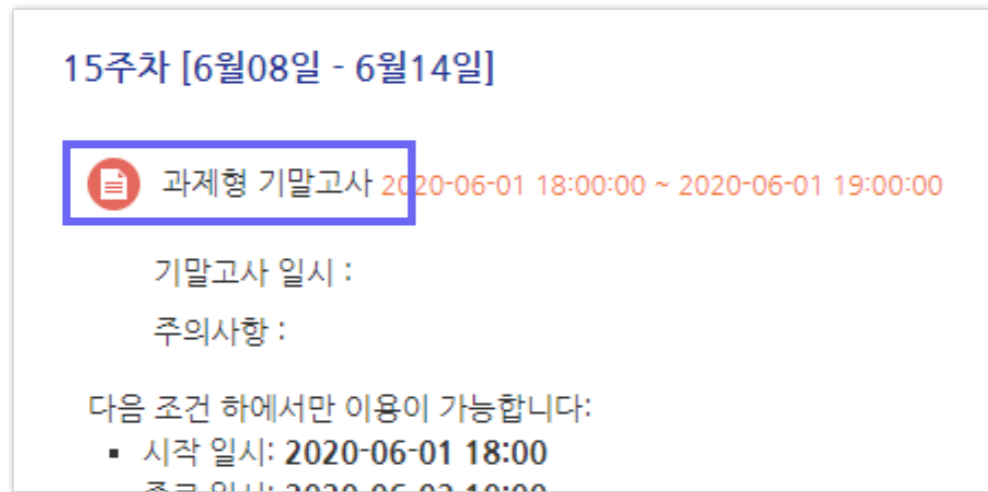 15주차 [6월08일 - 6월14일]
과제형 기말고사 2020-06-01 18:00:00 ~ 2020-06-01 19:00:00
기말고사 일시 :
주의사항 :
다음 조건 하에서만 이용이 가능합니다:
▪ 시작 일시: 2020-06-01 18:00